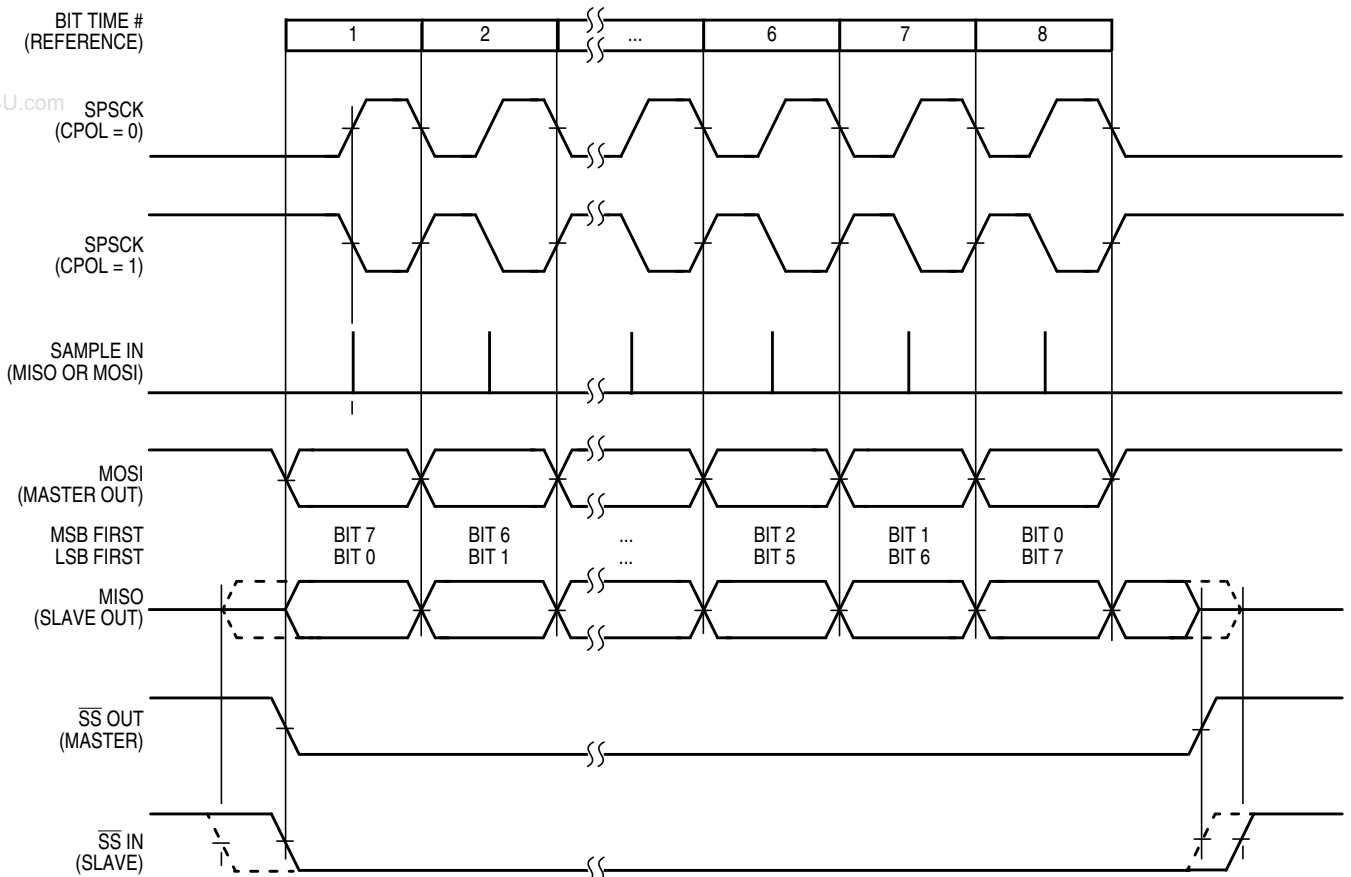 BIT TIME #
(REFERENCE)
1 2 ... 6 7 8
U.com
SPSCK
(CPOL = 0)
SPSCK
(CPOL = 1)
SAMPLE IN
(MISO OR MOSI)
MOSI
(MASTER OUT)
MSB FIRST BIT 7 BIT 6 ... BIT 2 BIT 1 BIT 0
LSB FIRST BIT 0 BIT 1 ... BIT 5 BIT 6 BIT 7
MISO
(SLAVE OUT)
SS OUT
(MASTER)
SS IN
(SLAVE)